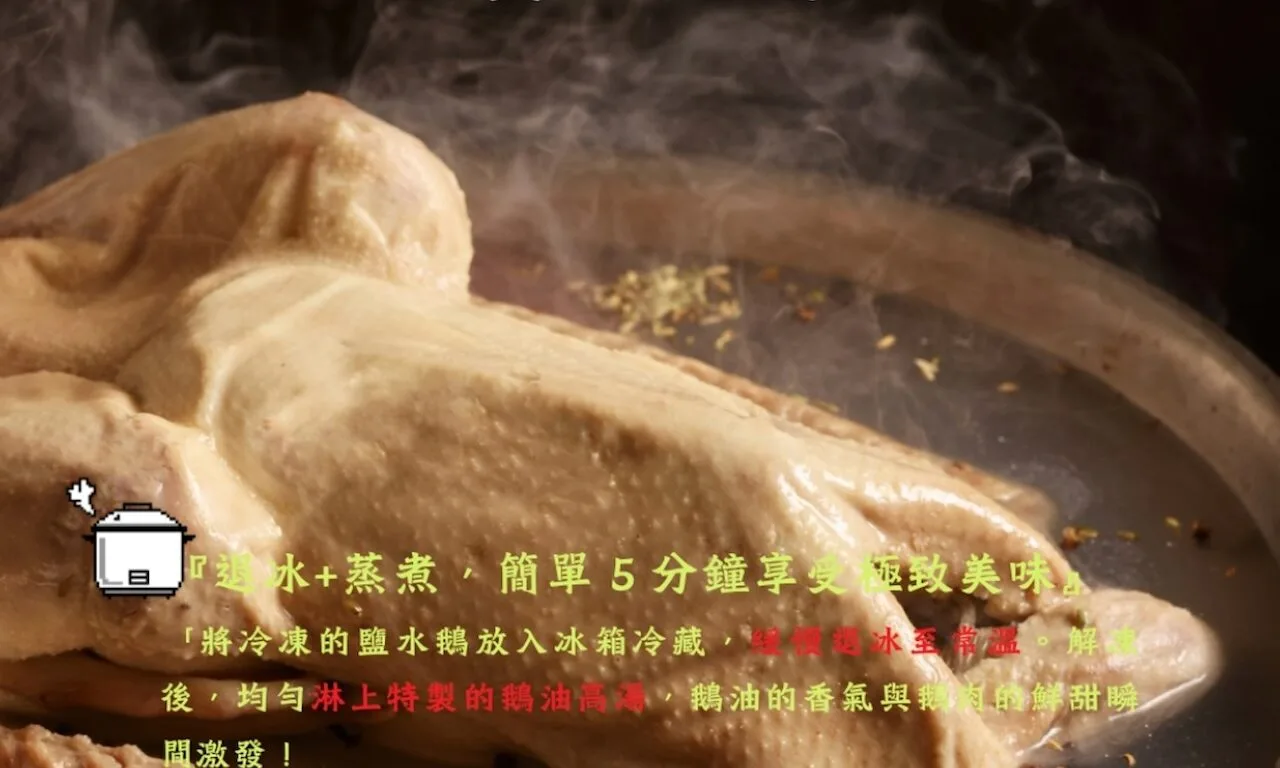 『退冰+蒸煮，簡單5分鐘享受極致美味』
「將冷凍的鹽水鵝放入冰箱冷藏，緩慢退冰至常溫。解凍
後，均勻淋上特製的鵝油高湯，鵝油的香氣與鵝肉的鮮甜瞬
間激發！